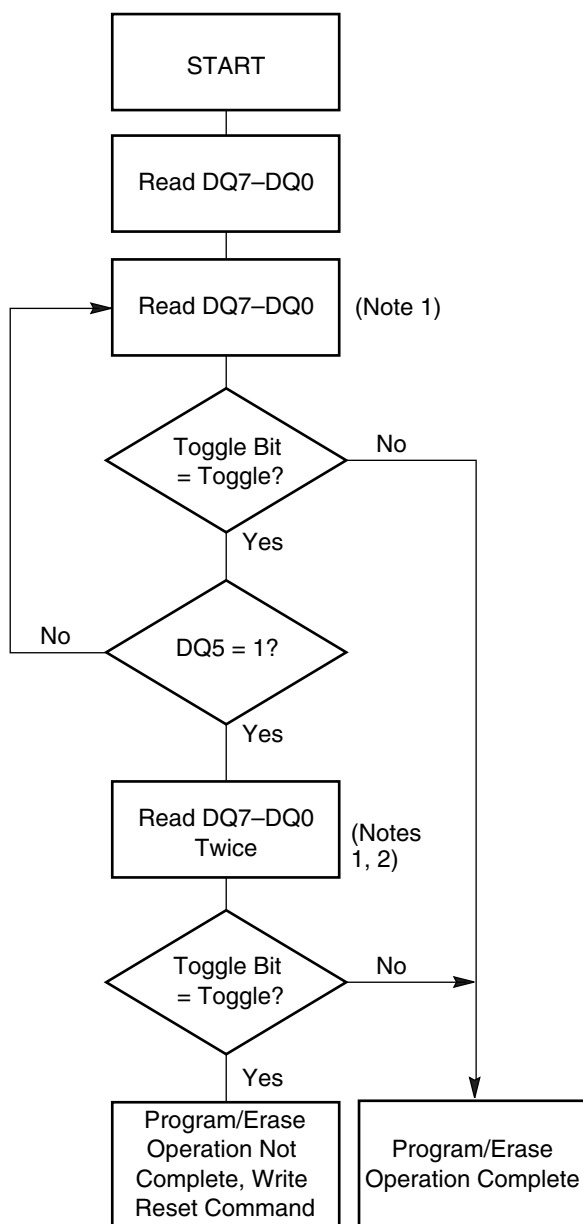 START
Read DQ7–DQ0
Read DQ7–DQ0
(Note 1)
Toggle Bit
= Toggle?
No
Yes
No
DQ5 = 1?
Yes
Read DQ7–DQ0
Twice
(Notes
1, 2)
Toggle Bit
= Toggle?
No
Yes
Program/Erase
Operation Not
Complete, Write
Reset Command
Program/Erase
Operation Complete